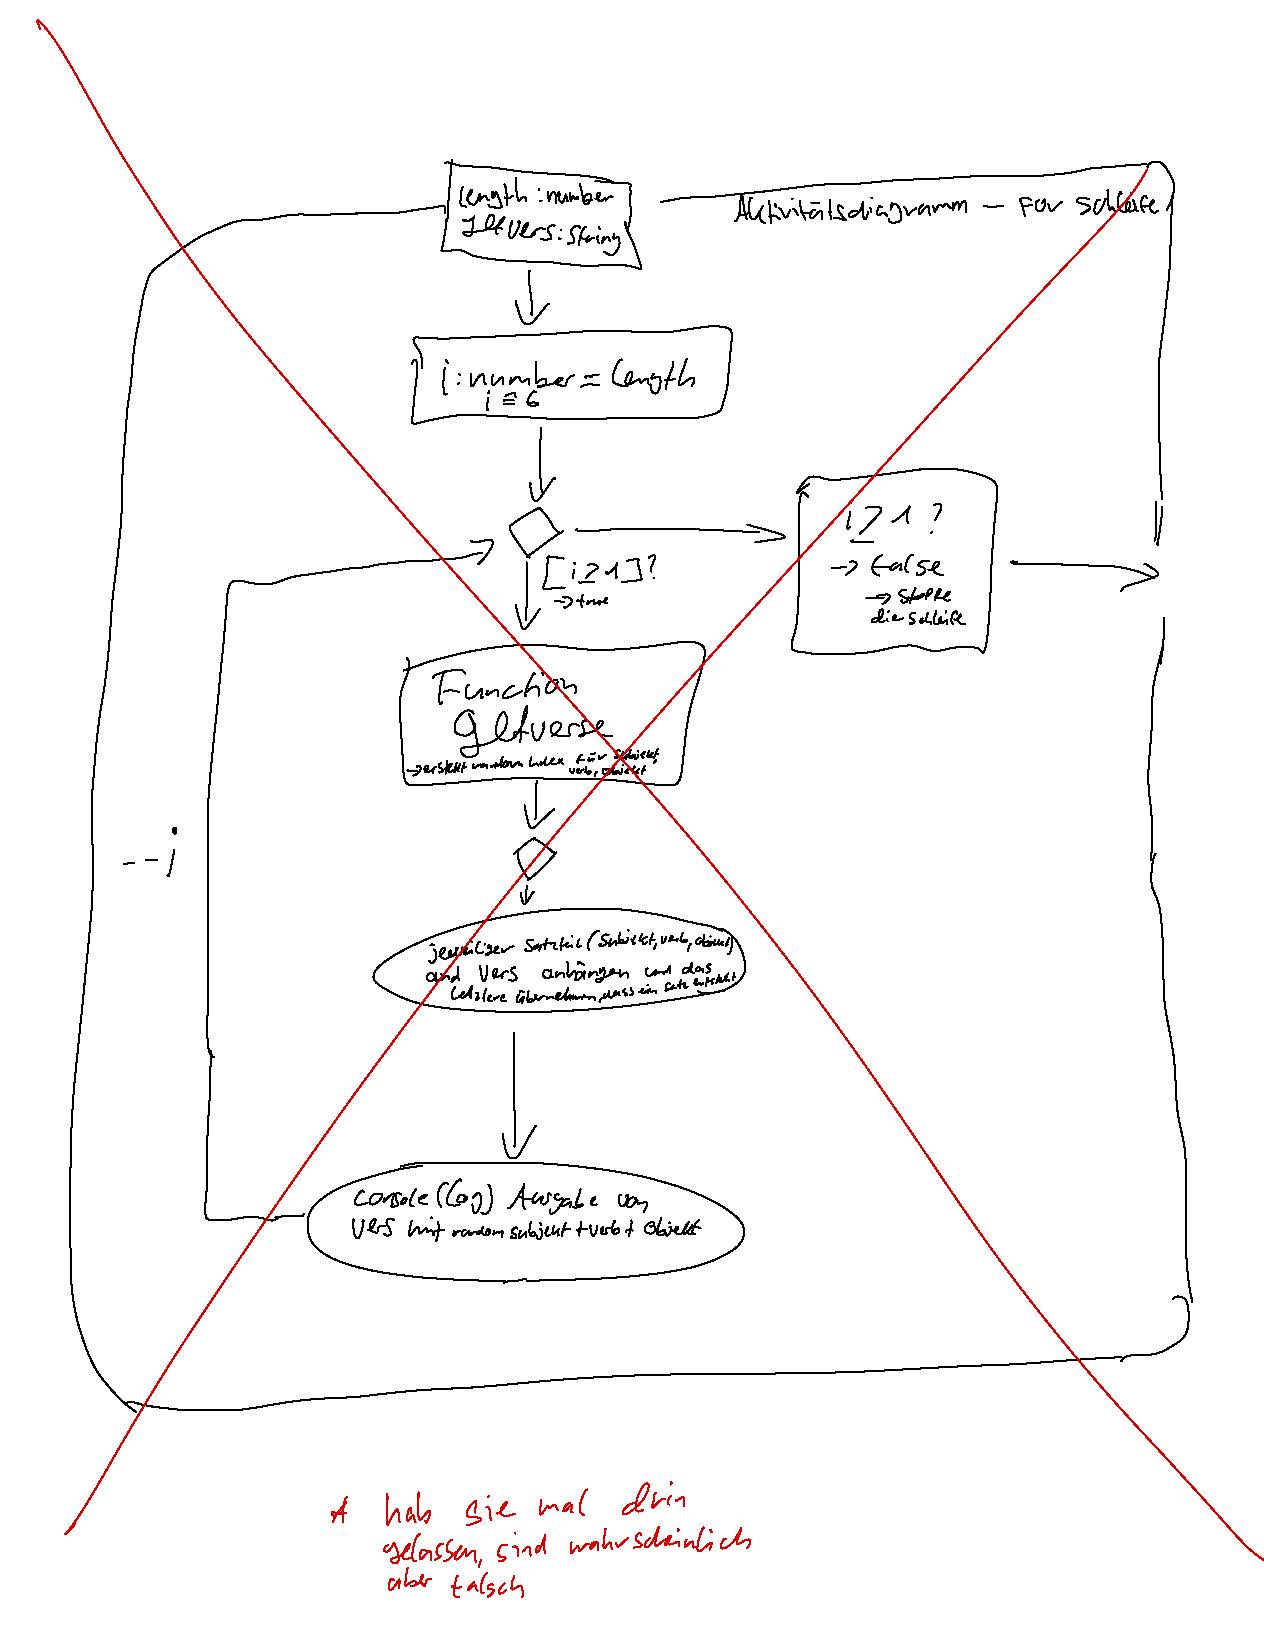 length : number
getVers : String
Aktivitätsdiagramm – For Schleife
i : number = length
i ≙ 6
[i ≥ 1]?
→ true
i ≥ 1 ?
→ false
→ stoppe
die schleife
Function
getverse
→ erstellt random Index für Subjekt,
verb, Objekt
--i
jeweiliger Satzteil (Subjekt, verb, Objekt)
and Vers anhängen und das
letztere übernehmen, dass ein Satz entsteht
console(log) Ausgabe von
Vers mit random subjekt + verb + Objekt
hab sie mal drin
gelassen, sind wahrscheinlich
aber falsch